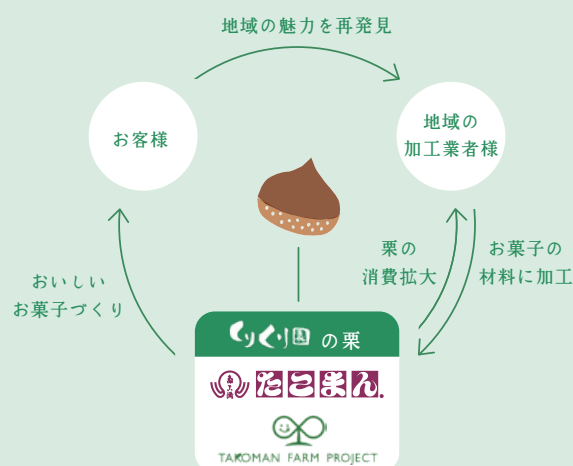 地域の魅力を再発見
お客様
地域の
加工業者様
おいしい
お菓子づくり
栗の
消費拡大
お菓子の
材料に加工
くりくり園 の栗
たこまん
TAKOMAN FARM PROJECT